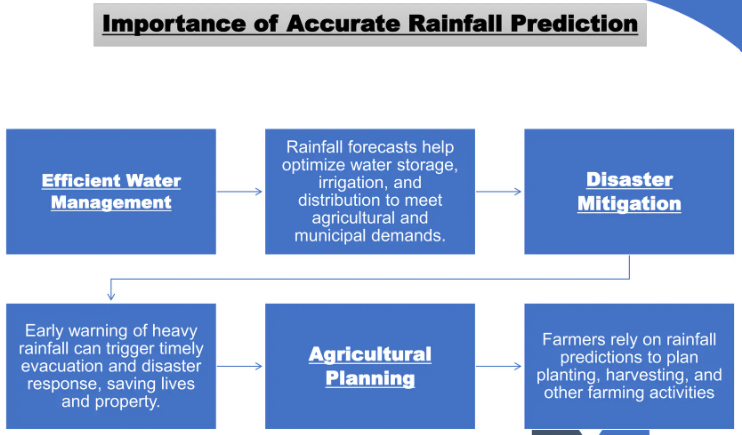 Importance of Accurate Rainfall Prediction
Efficient Water
Management
Rainfall forecasts help
optimize water storage,
irrigation, and
distribution to meet
agricultural and
municipal demands.
Disaster
Mitigation
Early warning of heavy
rainfall can trigger timely
evacuation and disaster
response, saving lives
and property.
Agricultural
Planning
Farmers rely on rainfall
predictions to plan
planting, harvesting, and
other farming activities